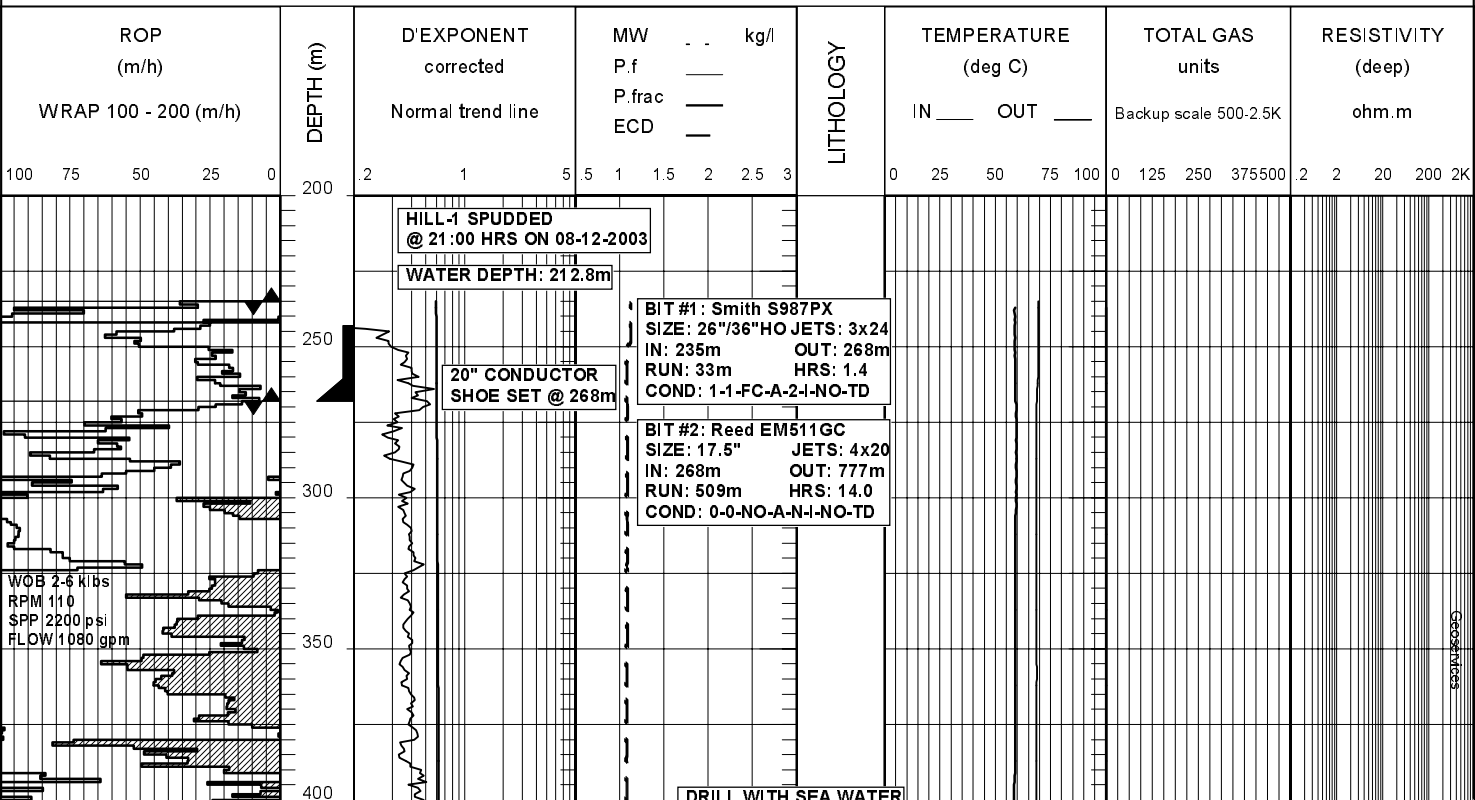 ROP
(m/h)
WRAP 100 - 200 (m/h)
100 75 50 25 0
DEPTH (m)
D'EXPONENT
corrected
Normal trend line
.2 1 5
MW _ _ kg/l
P.f ___
P.frac ___
ECD __
.5 1 1.5 2 2.5 3
LITHOLOGY
TEMPERATURE
(deg C)
IN ___ OUT ___
0 25 50 75 100
TOTAL GAS
units
Backup scale 500-2.5K
0 125 250 375 500
RESISTIVITY
(deep)
ohm.m
.2 2 20 200 2K
200
HILL-1 SPUDDED
@ 21:00 HRS ON 08-12-2003
WATER DEPTH: 212.8m
250
BIT #1: Smith S987PX
SIZE: 26"/36"HO JETS: 3x24
IN: 235m OUT: 268m
RUN: 33m HRS: 1.4
COND: 1-1-FC-A-2-I-NO-TD
20" CONDUCTOR
SHOE SET @ 268m
BIT #2: Reed EM511GC
SIZE: 17.5" JETS: 4x20
IN: 268m OUT: 777m
RUN: 509m HRS: 14.0
COND: 0-0-NO-A-N-I-NO-TD
300
WOB 2-6 klbs
RPM 110
SPP 2200 psi
FLOW 1080 gpm
350
Geoservices
400
DRILL WITH SEA WATER